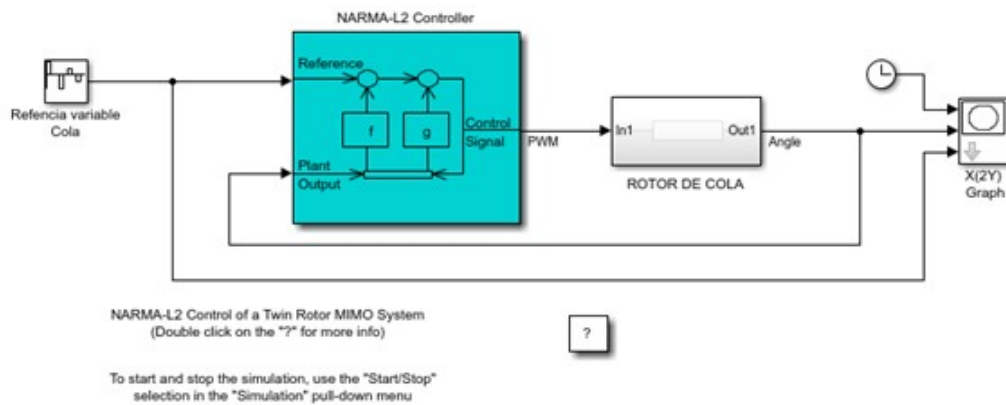 NARMA-L2 Controller
Reference
Refencia variable
Cola
f
g
Control
Signal
PWM
In1
Out1
Angle
Plant
Output
ROTOR DE COLA
X(2Y)
Graph
NARMA-L2 Control of a Twin Rotor MIMO System
(Double click on the "?" for more info)
?
To start and stop the simulation, use the "Start/Stop"
selection in the "Simulation" pull-down menu